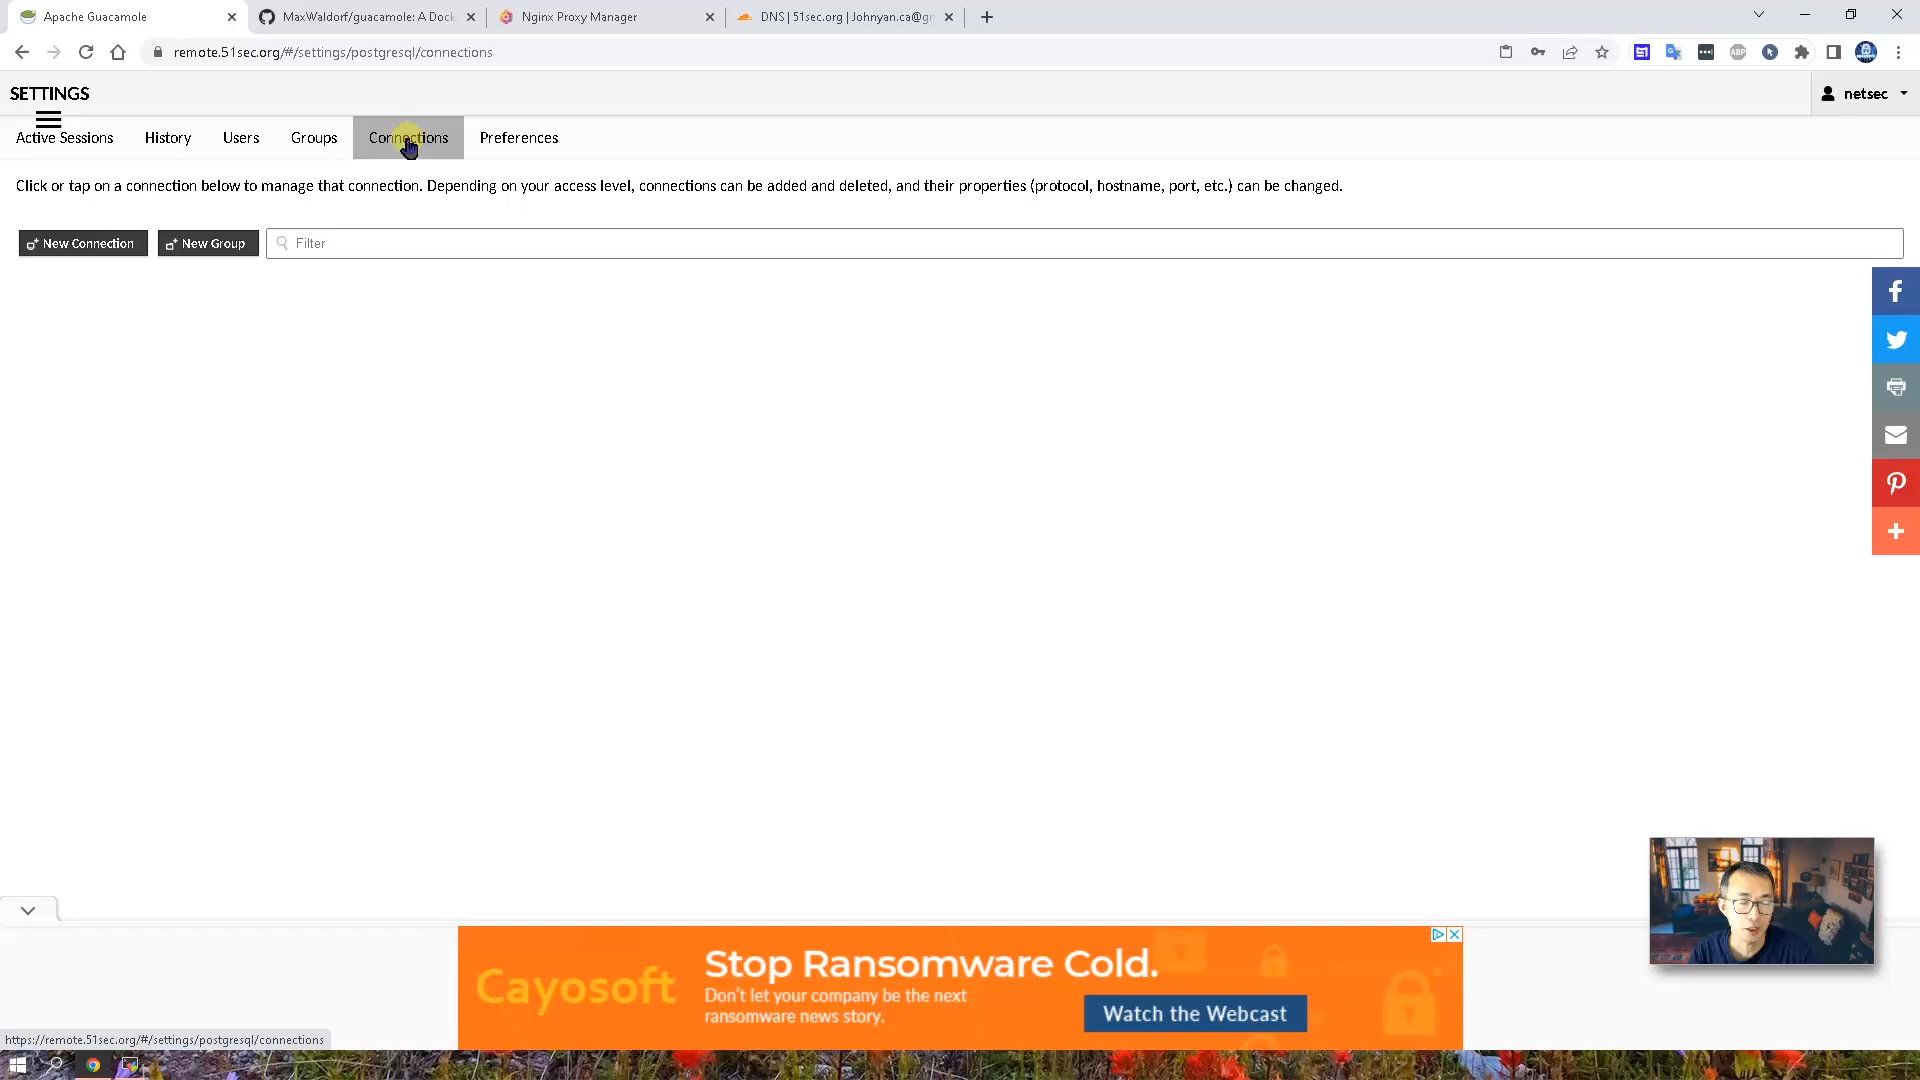 Apache Guacamole
MaxWaldorf/guacamole: A Dock
Nginx Proxy Manager
DNS | 51sec.org | Johnyan.ca@gr
remote.51sec.org/#/settings/postgresql/connections
ABP
SETTINGS
netsec
Active Sessions
History
Users
Groups
Connections
Preferences
Click or tap on a connection below to manage that connection. Depending on your access level, connections can be added and deleted, and their properties (protocol, hostname, port, etc.) can be changed.
New Connection
New Group
Filter
Cayosoft
Stop Ransomware Cold.
Don't let your company be the next
ransomware news story.
Watch the Webcast
https://remote.51sec.org/#/settings/postgresql/connections